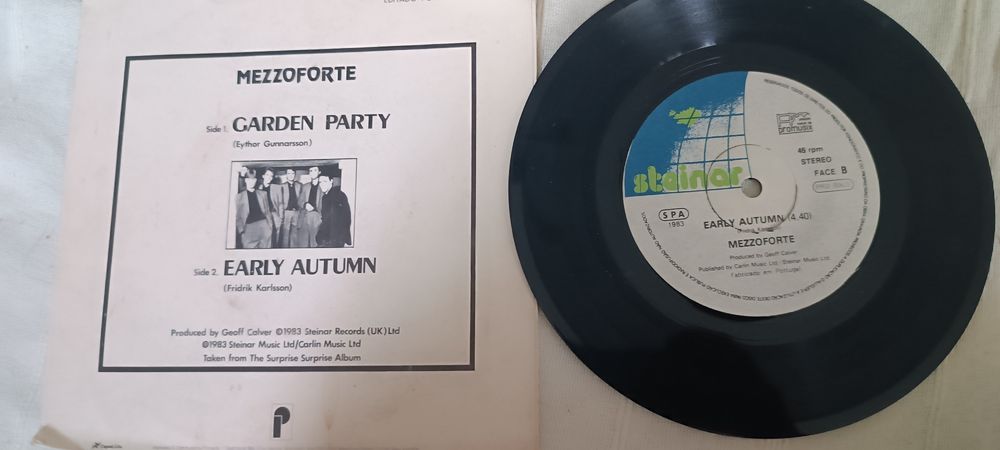 MEZZOFORTE
Side 1. GARDEN PARTY
(Eythor Gunnarsson)
Side 2. EARLY AUTUMN
(Fridrik Karlsson)
Produced by Geoff Calver ©1983 Steinar Records (UK) Ltd
©1983 Steinar Music Ltd/Carlin Music Ltd
Taken from The Surprise Surprise Album
steinar
promusix
45 rpm
STEREO
FACE B
SPA
1983
EARLY AUTUMN (4.40)
MEZZOFORTE
Produced by Geoff Calver
Published by Carlin Music Ltd - Steinar Music Ltd.
Fabricado em Portugal